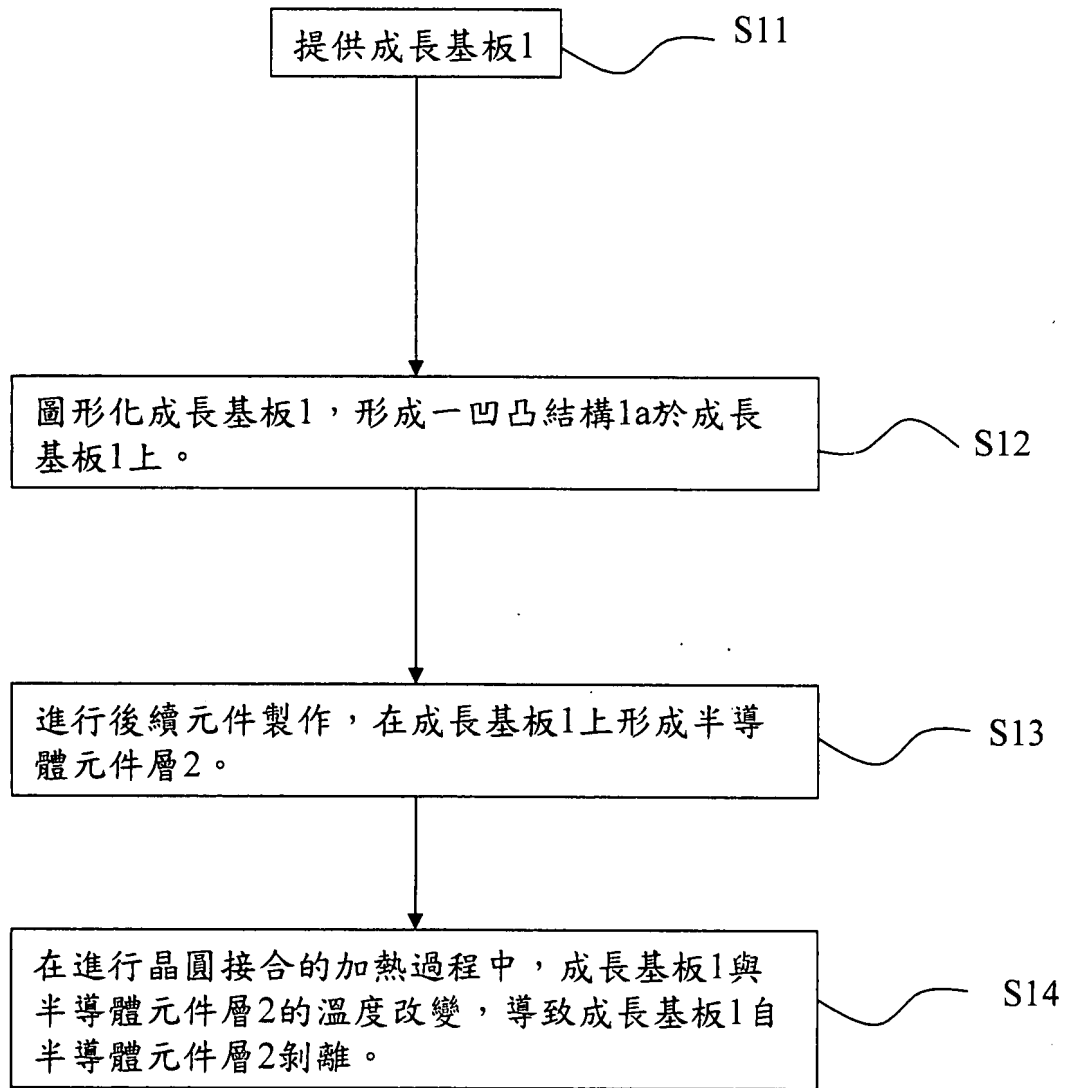 提供成長基板1
S11
圖形化成長基板1，形成一凹凸結構1a於成長
基板1上。
S12
進行後續元件製作，在成長基板1上形成半導
體元件層2。
S13
在進行晶圓接合的加熱過程中，成長基板1與
半導體元件層2的溫度改變，導致成長基板1自
半導體元件層2剝離。
S14